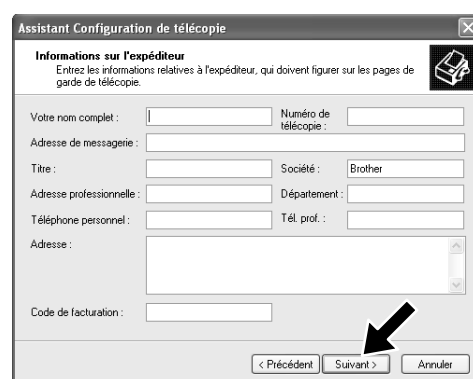 Assistant Configuration de télécopie
Informations sur l'expéditeur
Entrez les informations relatives à l'expéditeur, qui doivent figurer sur les pages de
garde de télécopie.
Votre nom complet :
Numéro de
télécopie :
Adresse de messagerie :
Titre :
Société : Brother
Adresse professionnelle :
Département :
Téléphone personnel :
Tél. prof. :
Adresse :
Code de facturation :
< Précédent Suivant > Annuler